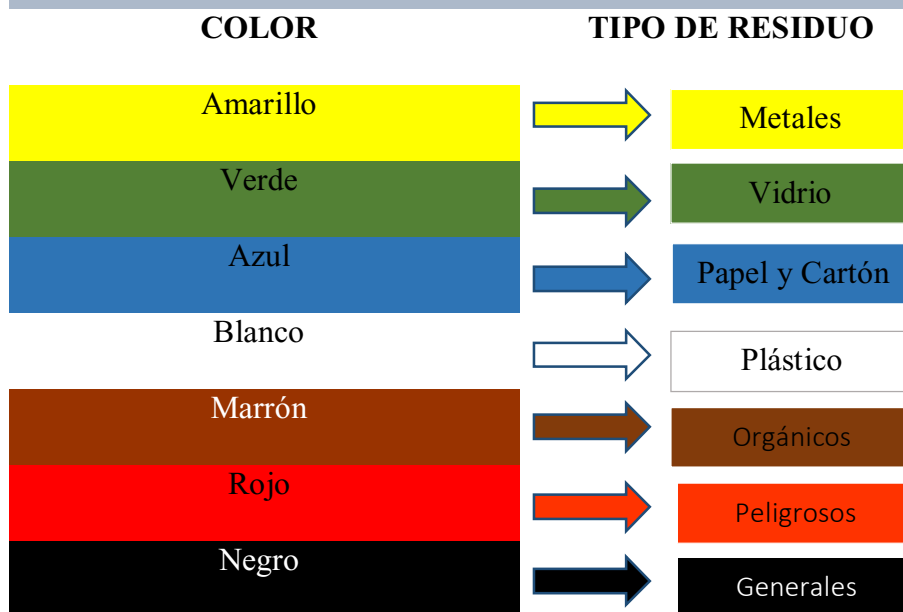 COLOR TIPO DE RESIDUO
Amarillo Metales
Verde Vidrio
Azul Papel y Cartón
Blanco Plástico
Marrón Orgánicos
Rojo Peligrosos
Negro Generales